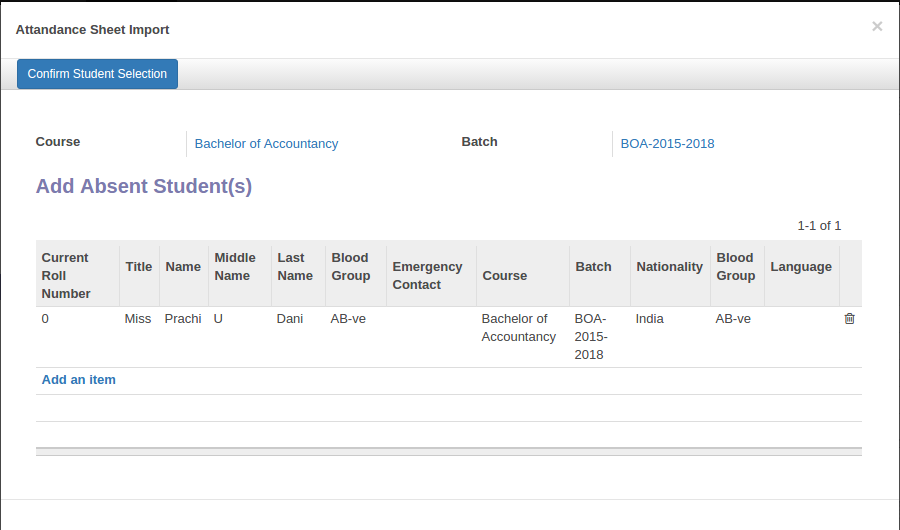 Attandance Sheet Import
×
Confirm Student Selection
Course Bachelor of Accountancy Batch BOA-2015-2018
Add Absent Student(s)
1-1 of 1
Current Roll Number Title Name Middle Name Last Name Blood Group Emergency Contact Course Batch Nationality Blood Group Language
0 Miss Prachi U Dani AB-ve Bachelor of Accountancy BOA-2015-2018 India AB-ve
Add an item